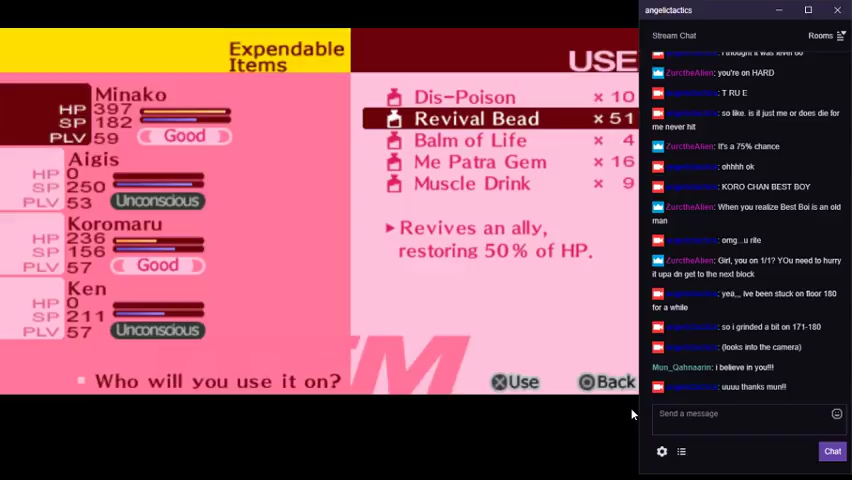 Expendable
Items
USE
Minako
HP 397
SP 182
PLV 59
Good
Aigis
HP 0
SP 250
PLV 53
Unconscious
Koromaru
HP 236
SP 156
PLV 57
Good
Ken
HP 0
SP 211
PLV 57
Unconscious
Dis-Poison × 10
Revival Bead × 51
Balm of Life × 4
Me Patra Gem × 16
Muscle Drink × 9
Revives an ally,
restoring 50% of HP.
Who will you use it on?
Use
Back
angelictactics
Stream Chat
Rooms
ZurctheAlien: you're on HARD
: T RU E
: so like. is it just me or does die for
me never hit
ZurctheAlien: It's a 75% chance
: ohhhh ok
: KORO CHAN BEST BOY
ZurctheAlien: When you realize Best Boi is an old
man
: omg...u rite
ZurctheAlien: Girl, you on 1/1? YOu need to hurry
it upa dn get to the next block
: yea,,, ive been stuck on floor 180
for a while
: so i grinded a bit on 171-180
: (looks into the camera)
Mun_Qahnaarin: i believe in you!!!
: uuuu thanks mun!!!
Send a message
Chat